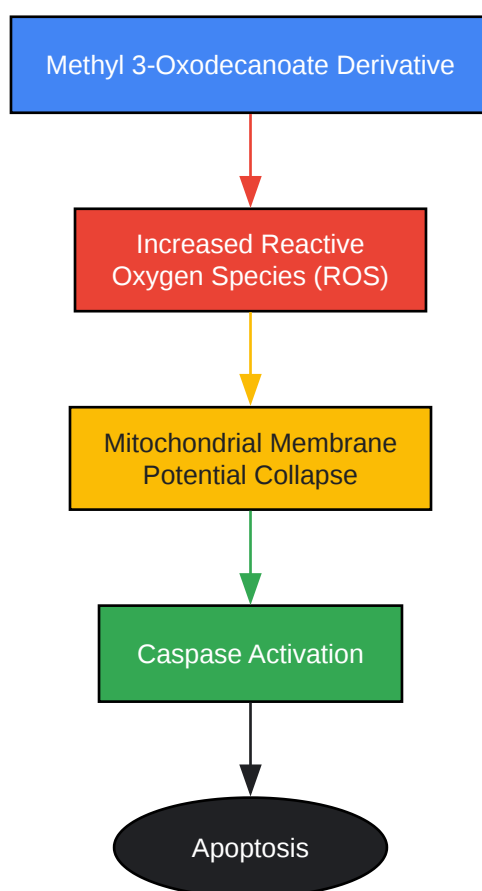 Methyl 3-Oxodecanoate Derivative
Increased Reactive
Oxygen Species (ROS)
Mitochondrial Membrane
Potential Collapse
Caspase Activation
Apoptosis